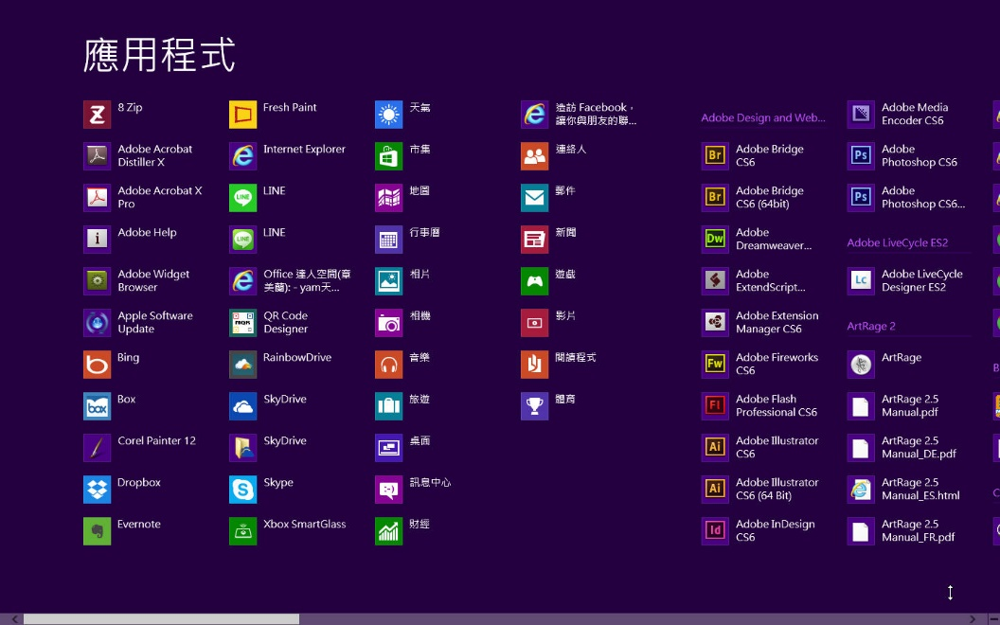 應用程式
8 Zip
Adobe Acrobat
Distiller X
Adobe Acrobat X
Pro
Adobe Help
Adobe Widget
Browser
Apple Software
Update
Bing
Box
Corel Painter 12
Dropbox
Evernote
Fresh Paint
Internet Explorer
LINE
LINE
Office 達人空間(章
美蘭): - yam天...
QR Code
Designer
RainbowDrive
SkyDrive
SkyDrive
Skype
Xbox SmartGlass
天氣
市集
地圖
行事曆
相片
相機
音樂
旅遊
桌面
訊息中心
財經
造訪 Facebook，
讓你與朋友的聯...
連絡人
郵件
新聞
遊戲
影片
閱讀程式
體育
Adobe Design and Web...
Adobe Bridge
CS6
Adobe Bridge
CS6 (64bit)
Adobe
Dreamweaver...
Adobe
ExtendScript...
Adobe Extension
Manager CS6
Adobe Fireworks
CS6
Adobe Flash
Professional CS6
Adobe Illustrator
CS6
Adobe Illustrator
CS6 (64 Bit)
Adobe InDesign
CS6
Adobe Media
Encoder CS6
Adobe
Photoshop CS6
Adobe
Photoshop CS6...
Adobe LiveCycle ES2
Adobe LiveCycle
Designer ES2
ArtRage 2
ArtRage
ArtRage 2.5
Manual.pdf
ArtRage 2.5
Manual_DE.pdf
ArtRage 2.5
Manual_ES.html
ArtRage 2.5
Manual_FR.pdf